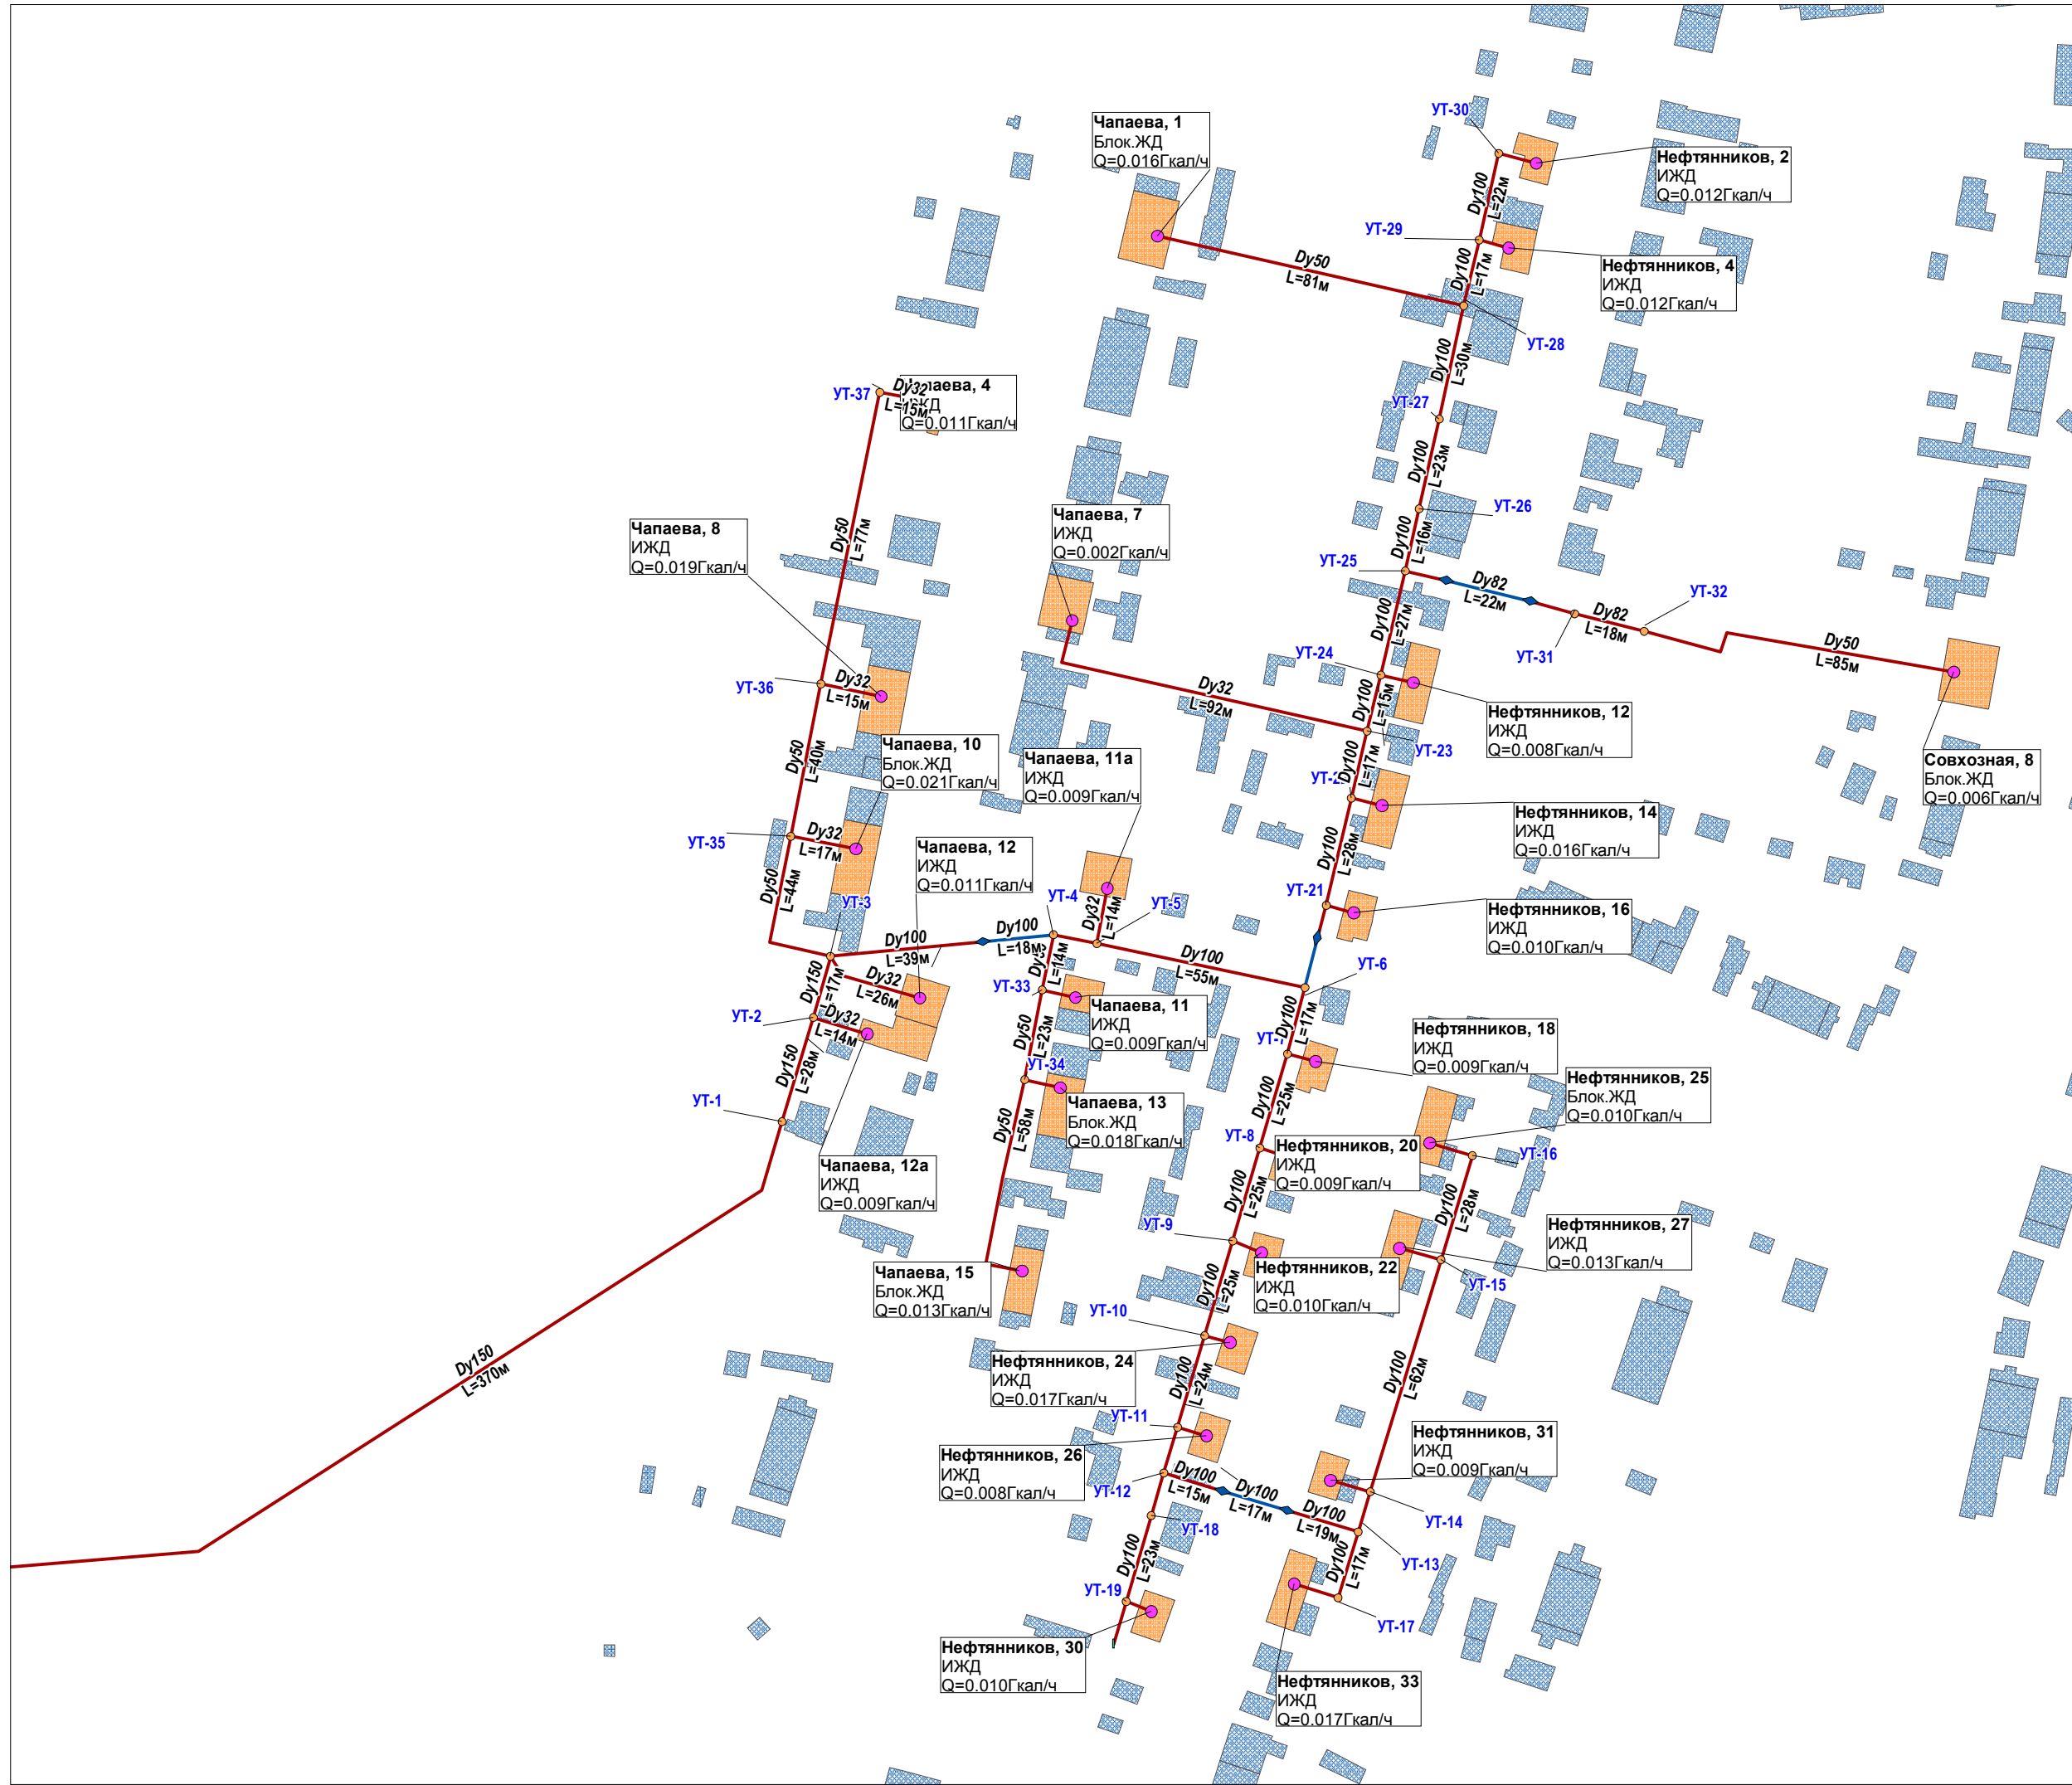 УТ-30
Чапаева, 1
Блок.ЖД
Q=0.016Гкал/ч
Нефтянников, 2
ИЖД
Q=0.012Гкал/ч
Dy100
L=22м
УТ-29
Dy50
L=81м
Dy100
L=17м
Нефтянников, 4
ИЖД
Q=0.012Гкал/ч
УТ-28
Dy100
L=30м
УТ-37
Dy32
L=15м
Q=0.011Гкал/ч
УТ-27
Dy100
L=23м
УТ-26
Чапаева, 8
ИЖД
Q=0.019Гкал/ч
Dy50
L=77м
Чапаева, 7
ИЖД
Q=0.002Гкал/ч
Dy100
L=16м
УТ-25
Dy82
L=22м
Dy82
L=18м
УТ-32
УТ-31
Dy50
L=85м
Dy100
L=27м
УТ-24
УТ-36
Dy32
L=15м
Dy32
L=92м
Dy100
L=15м
Нефтянников, 12
ИЖД
Q=0.008Гкал/ч
УТ-23
Dy50
L=40м
Чапаева, 10
Блок.ЖД
Q=0.021Гкал/ч
Чапаева, 11а
ИЖД
Q=0.009Гкал/ч
Dy100
L=17м
Совхозная, 8
Блок.ЖД
Q=0.006Гкал/ч
Нефтянников, 14
ИЖД
Q=0.016Гкал/ч
УТ-35
Dy32
L=17м
Чапаева, 12
ИЖД
Q=0.011Гкал/ч
Dy100
L=28м
Dy50
L=44м
УТ-3
УТ-4
Dy32
L=14м
УТ-5
УТ-21
Нефтянников, 16
ИЖД
Q=0.010Гкал/ч
Dy100
L=39м
Dy100
L=18м
L=14м
Dy100
L=55м
УТ-6
Dy150
L=17м
Dy32
L=26м
УТ-33
УТ-2
Dy32
L=14м
Чапаева, 11
ИЖД
Q=0.009Гкал/ч
Dy100
L=17м
Нефтянников, 18
ИЖД
Q=0.009Гкал/ч
Dy50
L=23м
УТ-34
Dy150
L=28м
УТ-1
Чапаева, 13
Блок.ЖД
Q=0.018Гкал/ч
Dy100
L=25м
Нефтянников, 25
Блок.ЖД
Q=0.010Гкал/ч
Dy50
L=58м
УТ-8
Нефтянников, 20
ИЖД
Q=0.009Гкал/ч
УТ-16
Чапаева, 12а
ИЖД
Q=0.009Гкал/ч
Dy100
L=25м
Dy100
L=28м
УТ-9
Нефтянников, 27
ИЖД
Q=0.013Гкал/ч
Чапаева, 15
Блок.ЖД
Q=0.013Гкал/ч
Dy100
L=25м
Нефтянников, 22
ИЖД
Q=0.010Гкал/ч
УТ-15
УТ-10
Dy150
L=370м
Нефтянников, 24
ИЖД
Q=0.017Гкал/ч
Dy100
L=24м
Dy100
L=62м
УТ-11
Нефтянников, 31
ИЖД
Q=0.009Гкал/ч
Нефтянников, 26
ИЖД
Q=0.008Гкал/ч
УТ-12
Dy100
L=15м
Dy100
L=17м
Dy100
L=19м
УТ-14
УТ-18
УТ-13
Dy100
L=23м
Dy100
L=17м
УТ-19
УТ-17
Нефтянников, 30
ИЖД
Q=0.010Гкал/ч
Нефтянников, 33
ИЖД
Q=0.017Гкал/ч